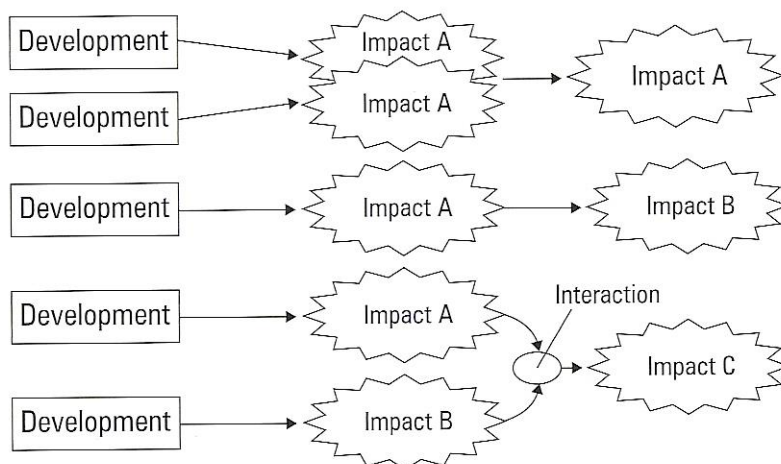 Development
Impact A
Impact A
Development
Impact A
Development
Impact A
Impact B
Interaction
Development
Impact A
Impact C
Development
Impact B